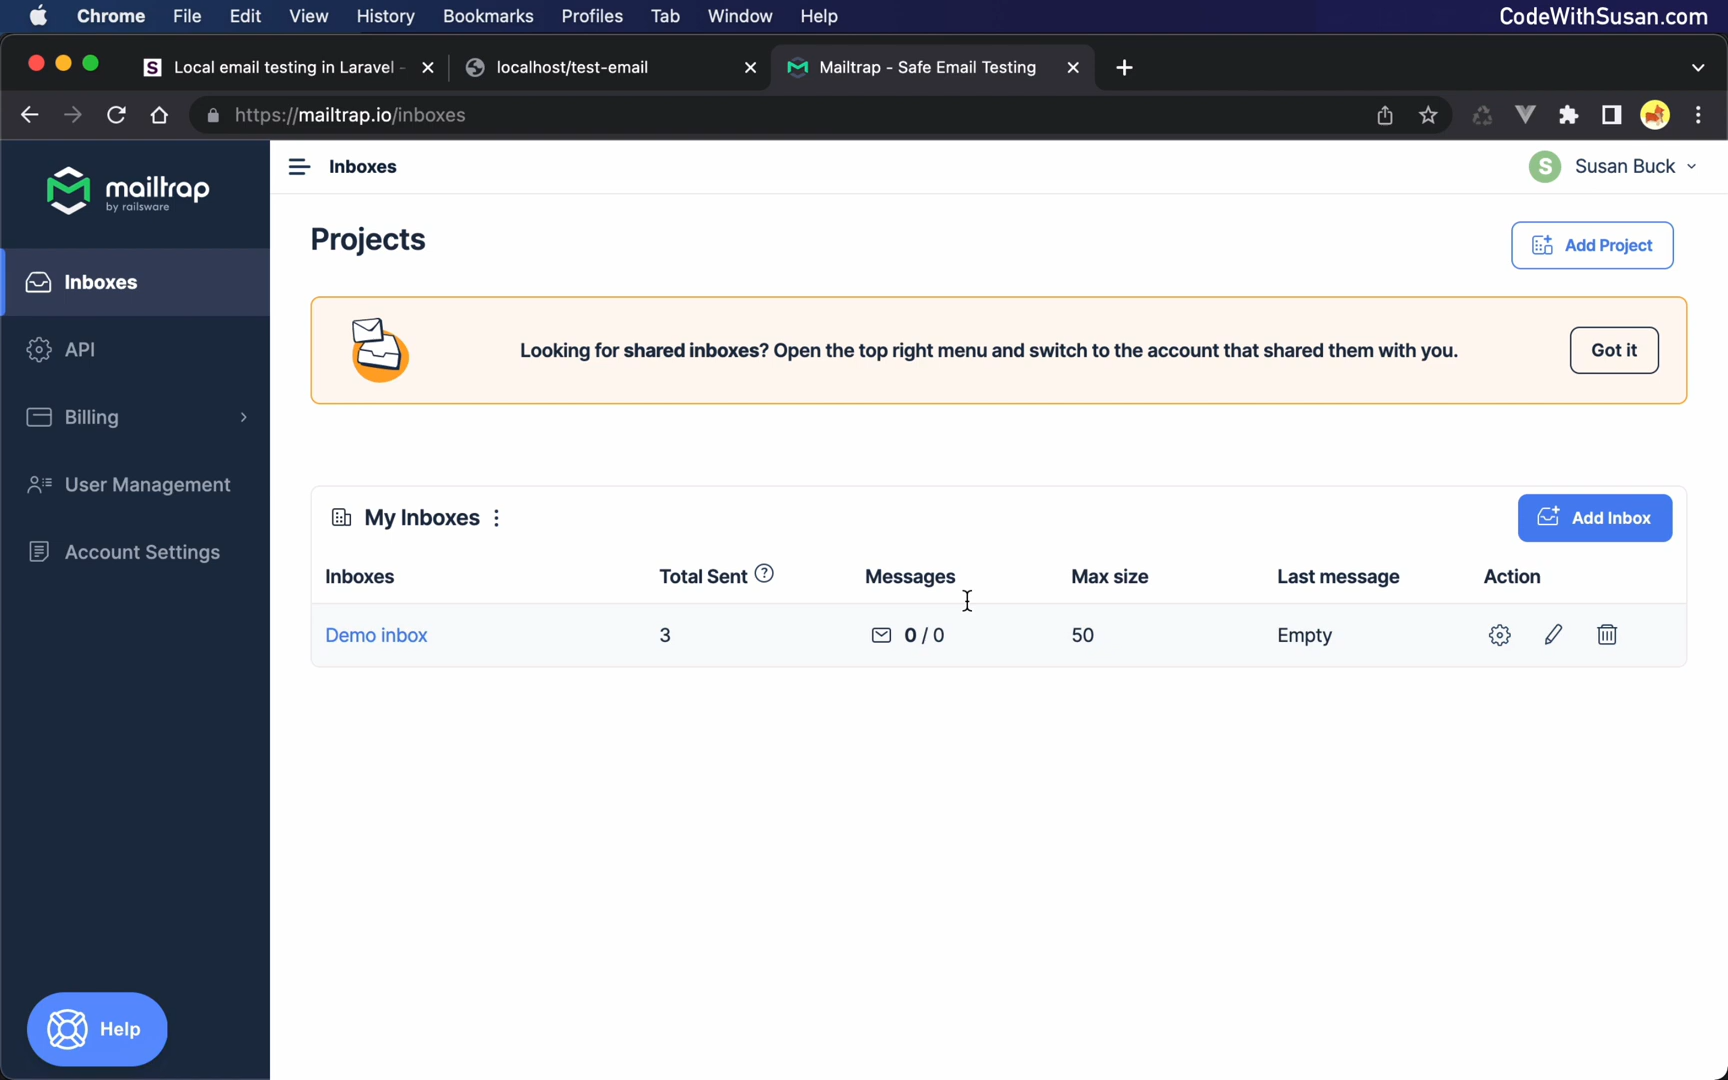 Chrome File Edit View History Bookmarks Profiles Tab Window Help CodeWithSusan.com
Local email testing in Laravel - localhost/test-email Mailtrap - Safe Email Testing
https://mailtrap.io/inboxes
mailtrap
by railsware
Inboxes
API
Billing
User Management
Account Settings
Help
Inboxes Susan Buck
S
Projects Add Project
Looking for shared inboxes? Open the top right menu and switch to the account that shared them with you. Got it
My Inboxes Add Inbox
Inboxes Total Sent ? Messages Max size Last message Action
Demo inbox 3 0 / 0 50 Empty